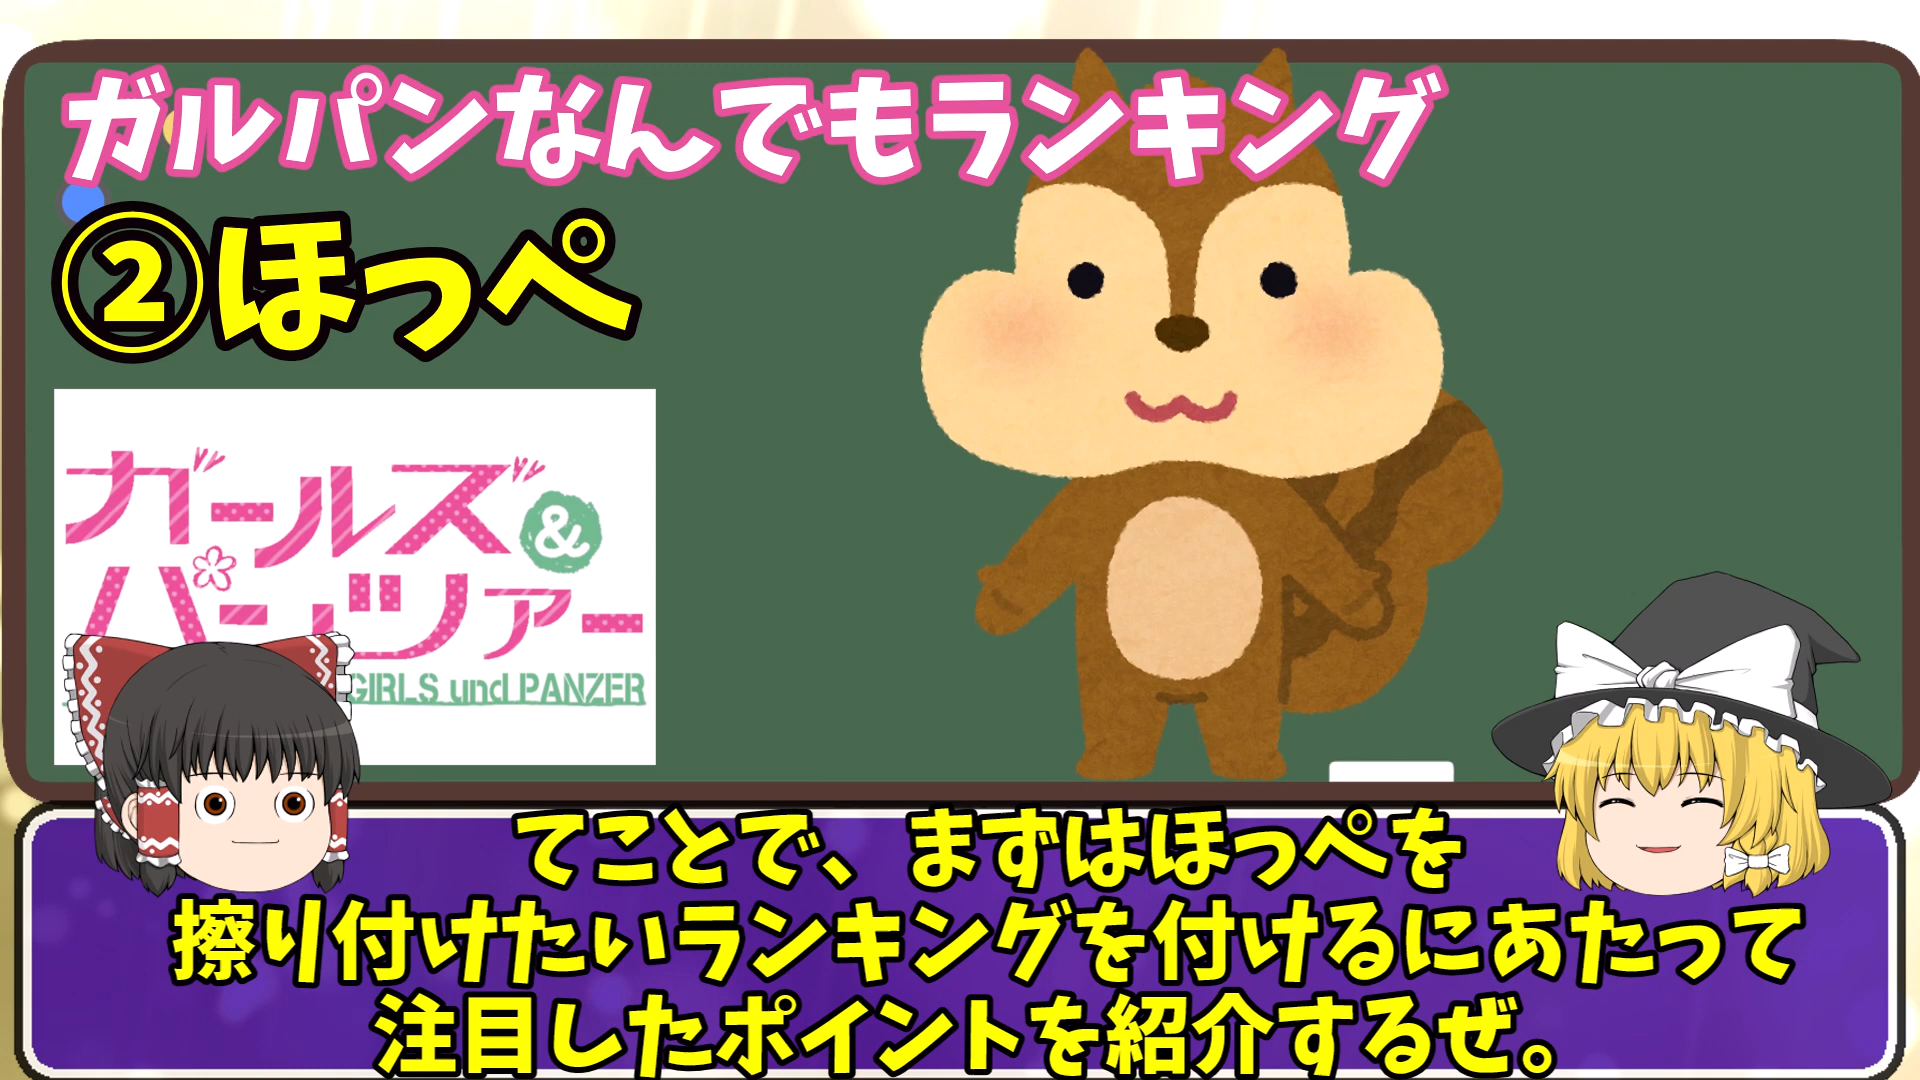 ガルパンなんでもランキング
②ほっぺ
ガールズ&
パンツァー
GIRLS und PANZER
てことで、まずはほっぺを
擦り付けたいランキングを付けるにあたって
注目したポイントを紹介するぜ。